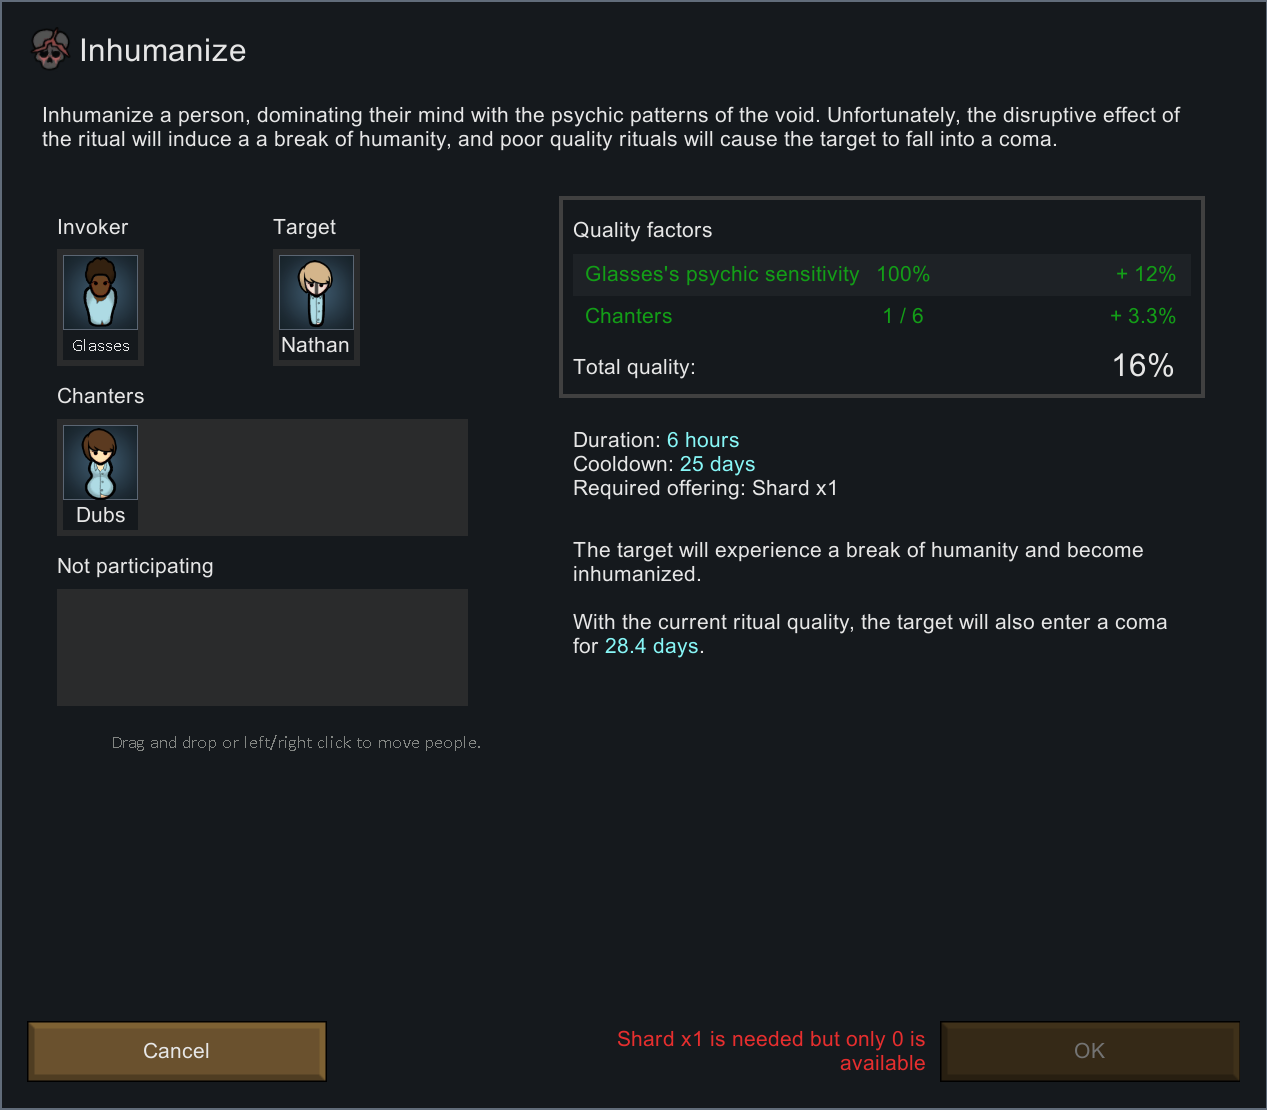 Inhumanize
Inhumanize a person, dominating their mind with the psychic patterns of the void. Unfortunately, the disruptive effect of
the ritual will induce a a break of humanity, and poor quality rituals will cause the target to fall into a coma.
Invoker
Target
Glasses
Nathan
Chanters
Dubs
Not participating
Drag and drop or left/right click to move people.
Quality factors
Glasses's psychic sensitivity 100% + 12%
Chanters 1 / 6 + 3.3%
Total quality: 16%
Duration: 6 hours
Cooldown: 25 days
Required offering: Shard x1
The target will experience a break of humanity and become
inhumanized.
With the current ritual quality, the target will also enter a coma
for 28.4 days.
Cancel
Shard x1 is needed but only 0 is
available
OK